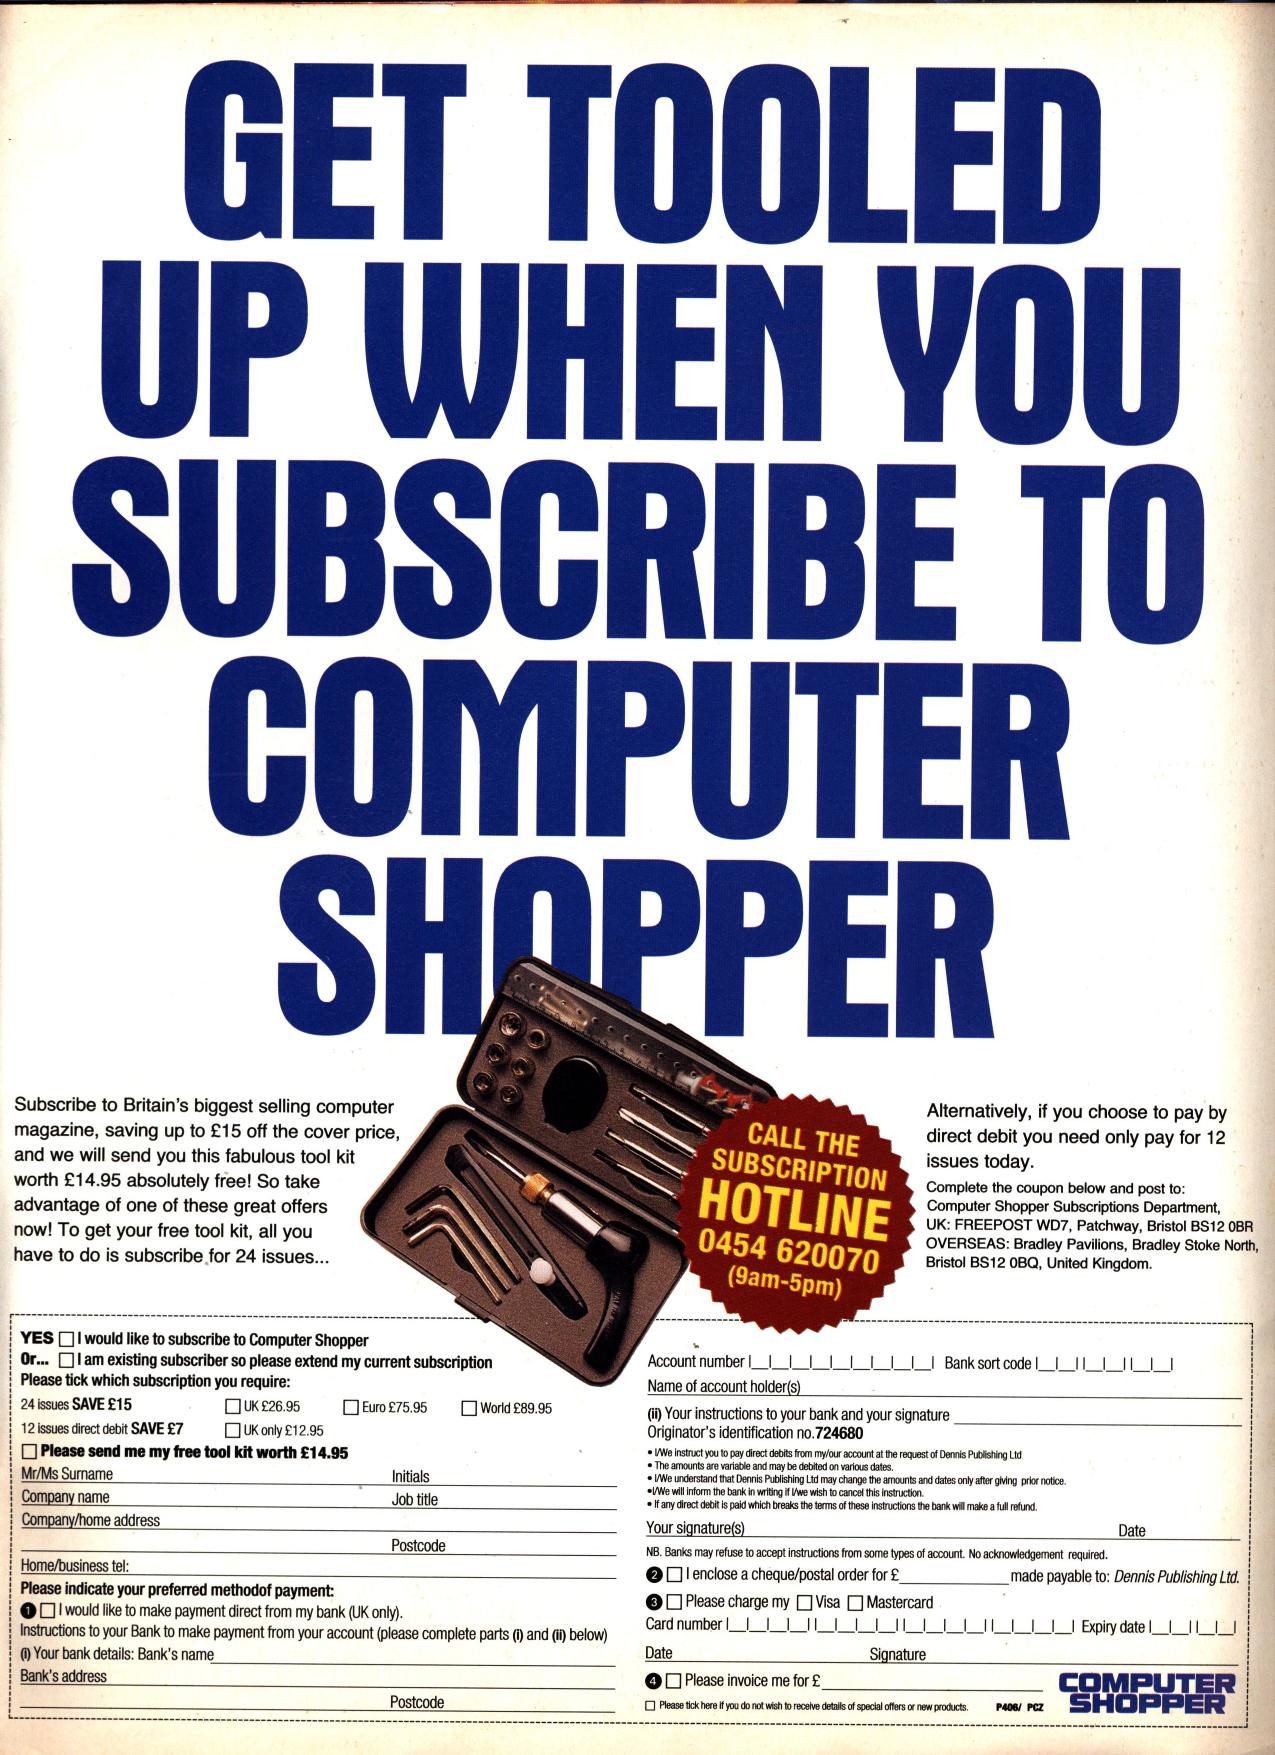 GET TOOLED
UP WHEN YOU
SUBSCRIBE TO
COMPUTER
SHOPPER
Subscribe to Britain's biggest selling computer
magazine, saving up to £15 off the cover price,
and we will send you this fabulous tool kit
worth £14.95 absolutely free! So take
advantage of one of these great offers
now! To get your free tool kit, all you
have to do is subscribe for 24 issues...
CALL THE
SUBSCRIPTION
HOTLINE
0454 620070
(9am-5pm)
Alternatively, if you choose to pay by
direct debit you need only pay for 12
issues today.
Complete the coupon below and post to:
Computer Shopper Subscriptions Department,
UK: FREEPOST WD7, Patchway, Bristol BS12 0BR
OVERSEAS: Bradley Pavilions, Bradley Stoke North,
Bristol BS12 0BQ, United Kingdom.
YES I would like to subscribe to Computer Shopper
Or... I am existing subscriber so please extend my current subscription
Please tick which subscription you require:
24 issues SAVE £15 UK £26.95 Euro £75.95 World £89.95
12 issues direct debit SAVE £7 UK only £12.95
Please send me my free tool kit worth £14.95
Mr/Ms Surname Initials
Company name Job title
Company/home address
Postcode
Home/business tel:
Please indicate your preferred methodof payment:
1 I would like to make payment direct from my bank (UK only).
Instructions to your Bank to make payment from your account (please complete parts (i) and (ii) below)
(i) Your bank details: Bank's name
Bank's address
Postcode
Account number Bank sort code
Name of account holder(s)
(ii) Your instructions to your bank and your signature
Originator's identification no.724680
• I/We instruct you to pay direct debits from my/our account at the request of Dennis Publishing Ltd
• The amounts are variable and may be debited on various dates.
• I/We understand that Dennis Publishing Ltd may change the amounts and dates only after giving prior notice.
•I/We will inform the bank in writing if I/we wish to cancel this instruction.
• If any direct debit is paid which breaks the terms of these instructions the bank will make a full refund.
Your signature(s) Date
NB. Banks may refuse to accept instructions from some types of account. No acknowledgement required.
2 I enclose a cheque/postal order for £ made payable to: Dennis Publishing Ltd.
3 Please charge my Visa Mastercard
Card number Expiry date
Date Signature
4 Please invoice me for £
Please tick here if you do not wish to receive details of special offers or new products. P406/ PCZ
COMPUTER
SHOPPER